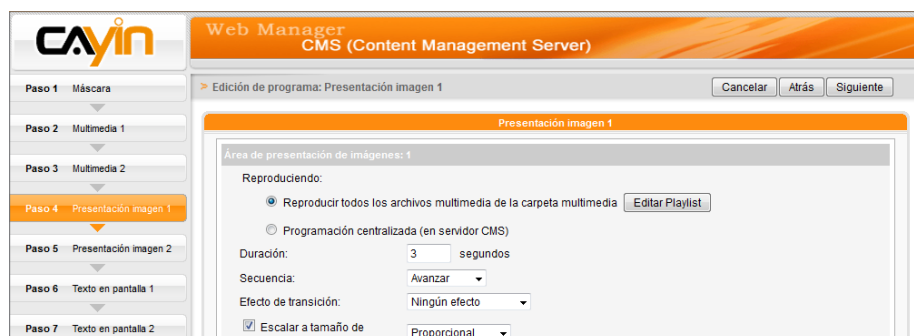 CAYIN
Web Manager
CMS (Content Management Server)
Paso 1 Máscara
Paso 2 Multimedia 1
Paso 3 Multimedia 2
Paso 4 Presentación imagen 1
Paso 5 Presentación imagen 2
Paso 6 Texto en pantalla 1
Paso 7 Texto en pantalla 2
> Edición de programa: Presentación imagen 1
Cancelar Atrás Siguiente
Presentación imagen 1
Área de presentación de imágenes: 1
Reproduciendo:
Reproducir todos los archivos multimedia de la carpeta multimedia Editar Playlist
Programación centralizada (en servidor CMS)
Duración: 3 segundos
Secuencia: Avanzar
Efecto de transición: Ningún efecto
Escalar a tamaño de Proporcional